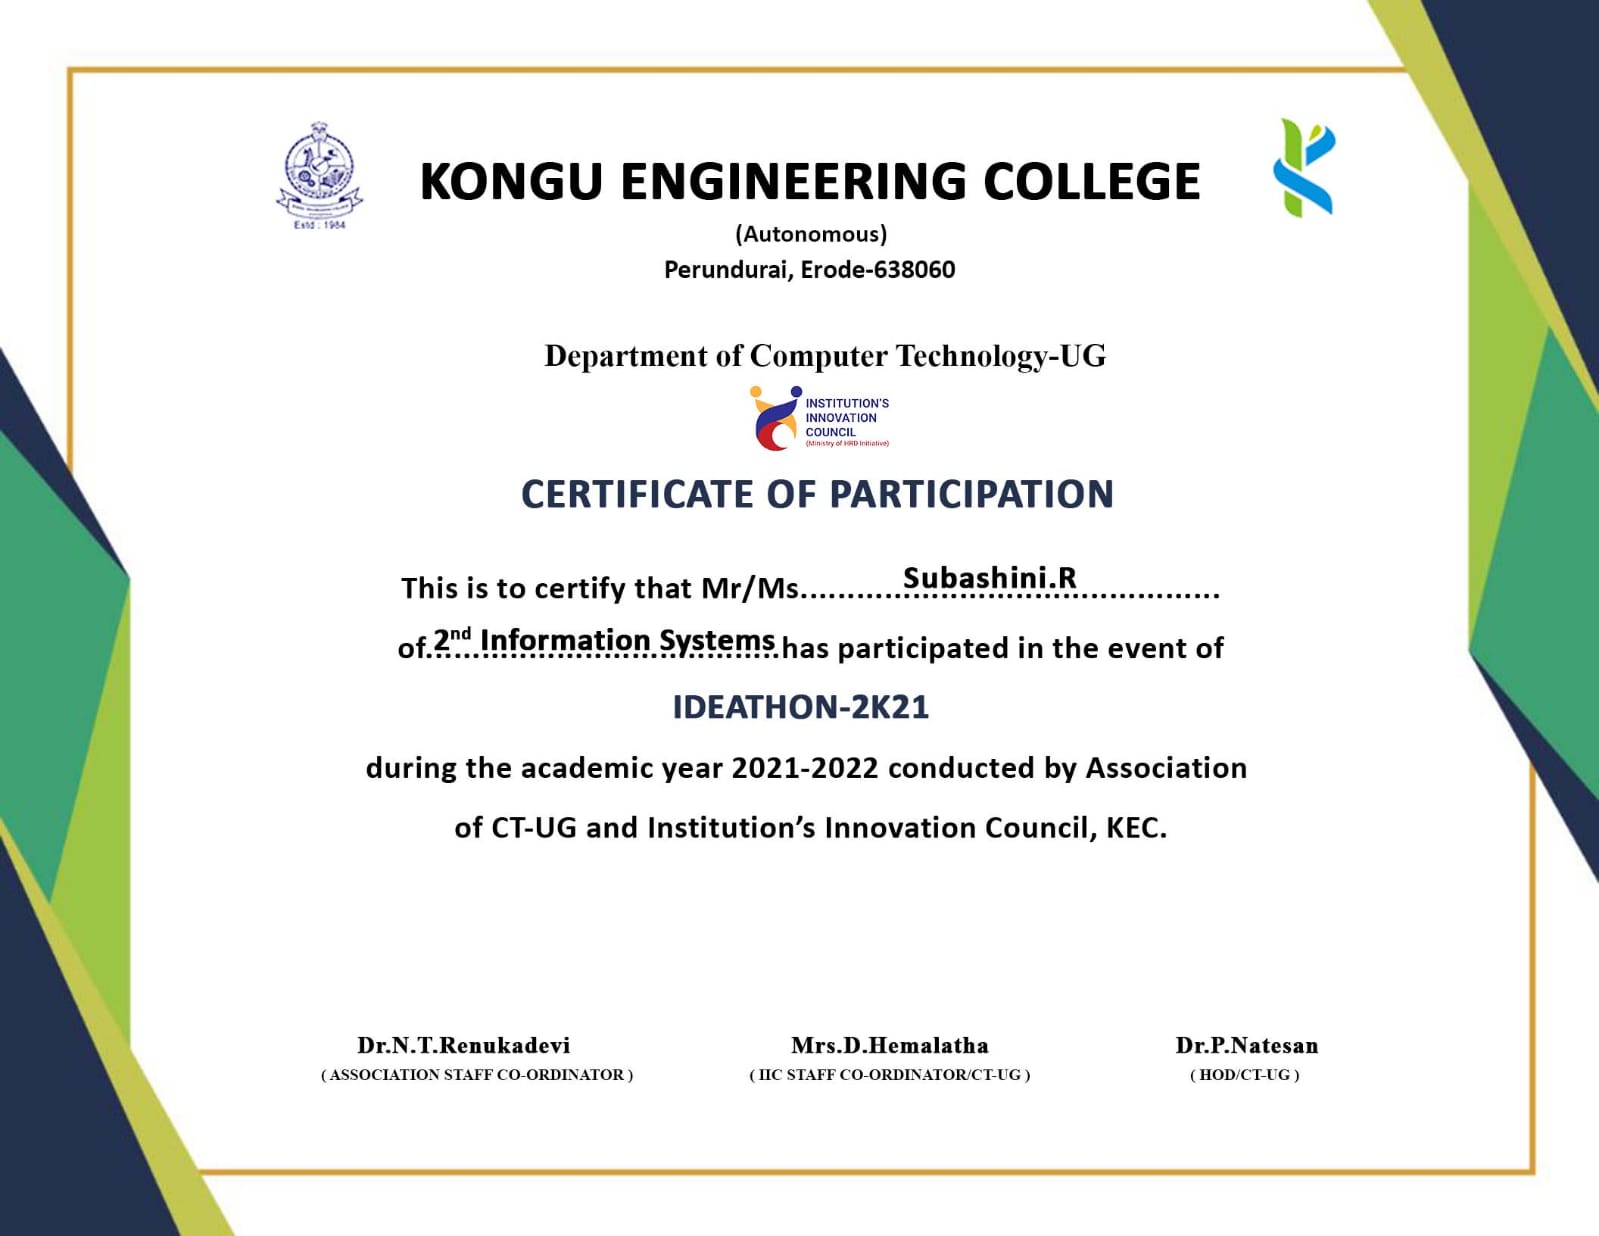 KONGU ENGINEERING COLLEGE
(Autonomous)
Perundurai, Erode-638060
Estd : 1984
Department of Computer Technology-UG
INSTITUTION'S
INNOVATION
COUNCIL
(Ministry of HRD Initiative)
CERTIFICATE OF PARTICIPATION
This is to certify that Mr/Ms..........Subashini.R..............
of 2nd Information Systems has participated in the event of
IDEATHON-2K21
during the academic year 2021-2022 conducted by Association
of CT-UG and Institution’s Innovation Council, KEC.
Dr.N.T.Renukadevi Mrs.D.Hemalatha Dr.P.Natesan
( ASSOCIATION STAFF CO-ORDINATOR ) ( IIC STAFF CO-ORDINATOR/CT-UG ) ( HOD/CT-UG )